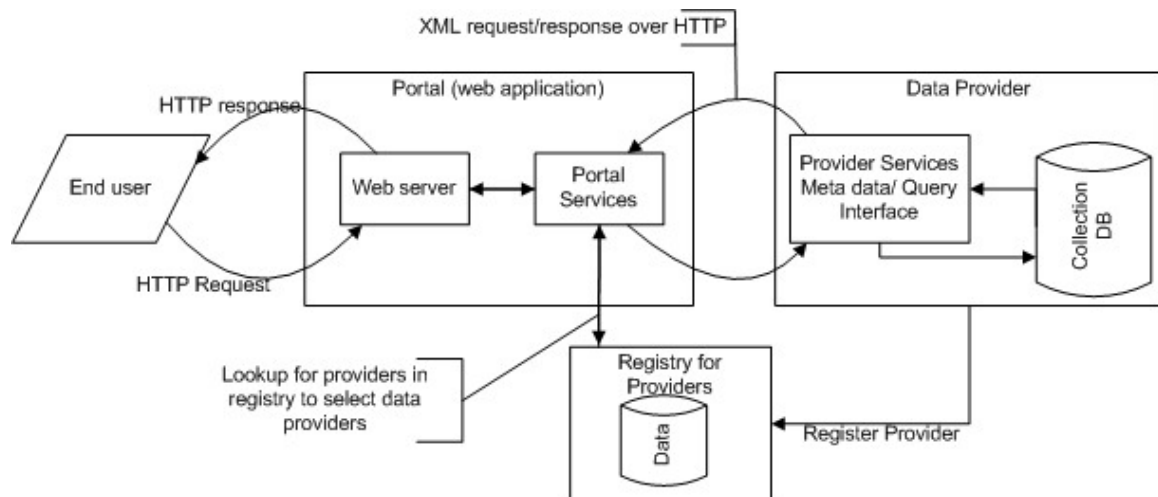 XML request/response over HTTP
Portal (web application)
Data Provider
HTTP response
End user
Web server
Portal
Services
Provider Services
Meta data/ Query
Interface
Collection
DB
HTTP Request
Lookup for providers in
registry to select data
providers
Registry for
Providers
Data
Register Provider